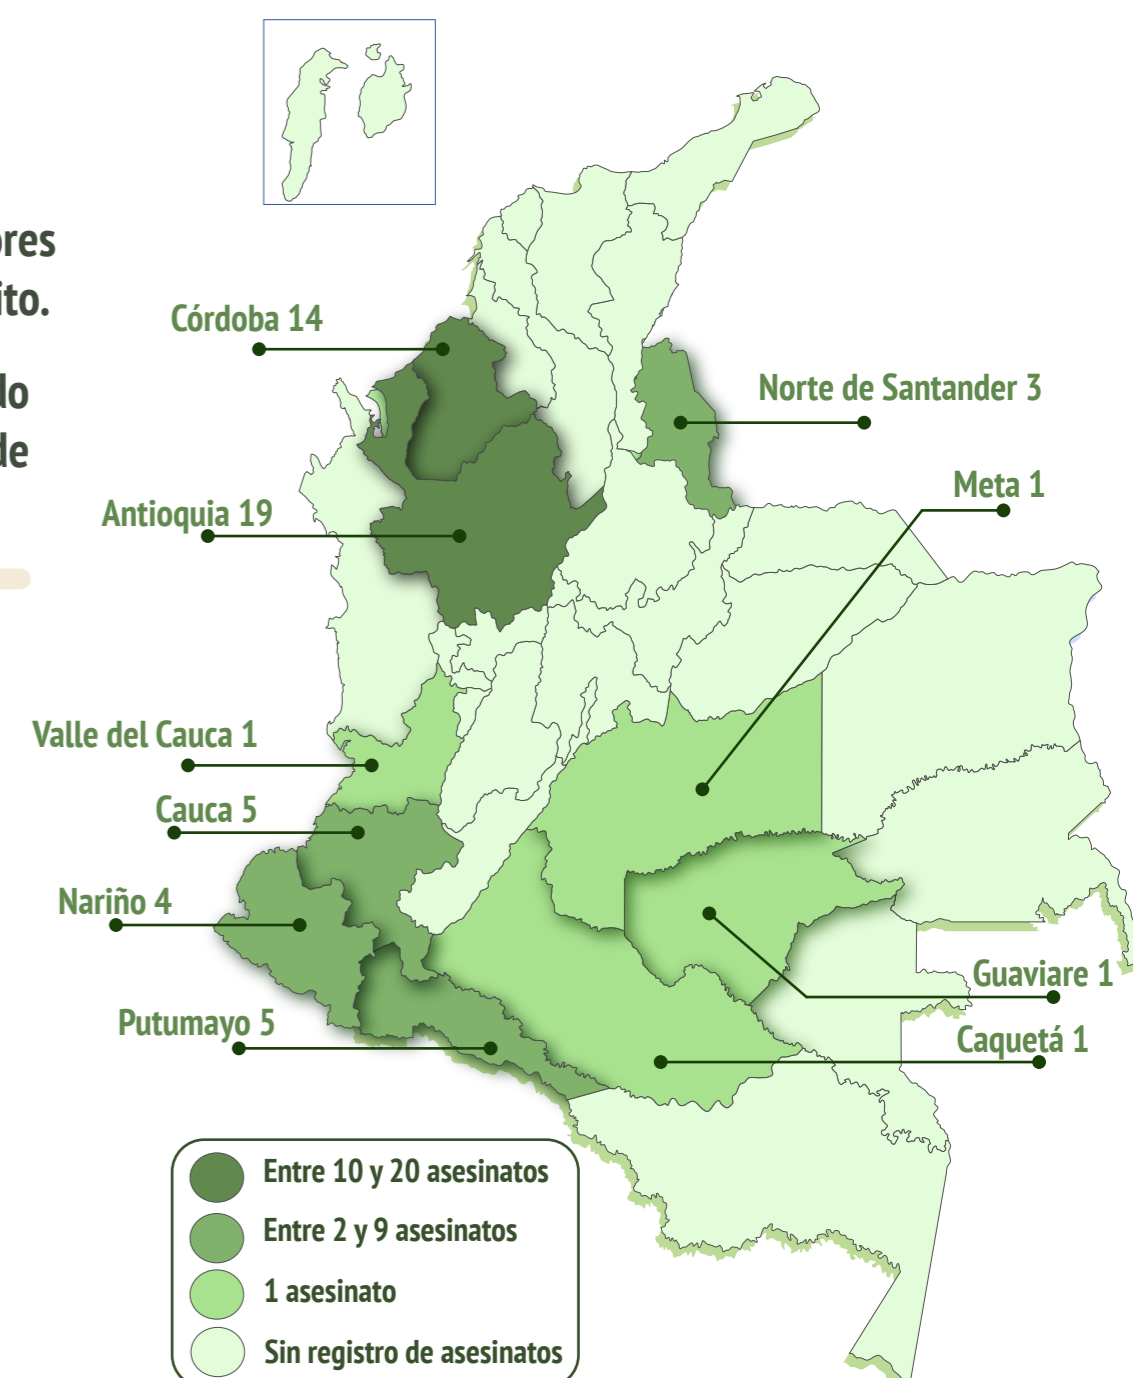 ito.
de
Córdoba 14
Norte de Santander 3
Meta 1
Antioquia 19
Valle del Cauca 1
Cauca 5
Nariño 4
Guaviare 1
Putumayo 5
Caquetá 1
Entre 10 y 20 asesinatos
Entre 2 y 9 asesinatos
1 asesinato
Sin registro de asesinatos